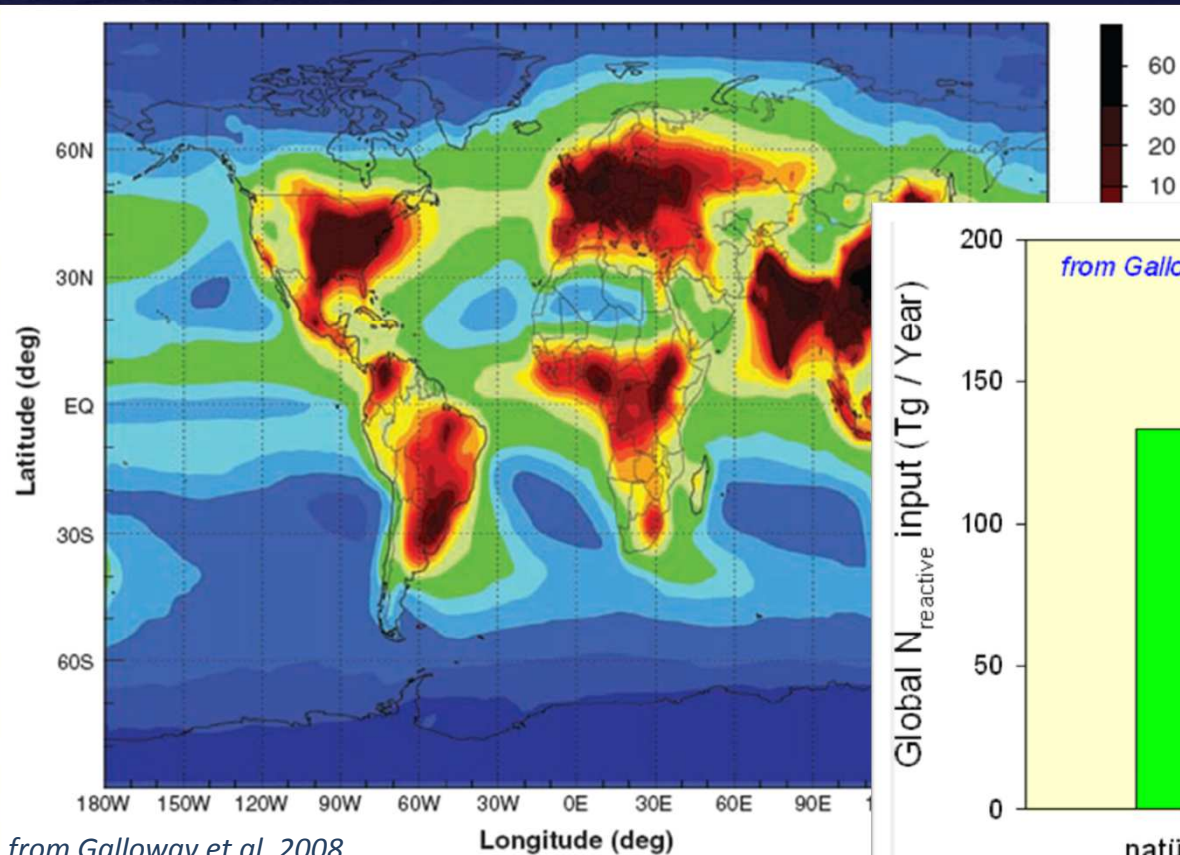 60
30
20
10
60N
30N
EQ
30S
60S
Latitude (deg)
180W 150W 120W 90W 60W 30W 0E 30E 60E 90E
Longitude (deg)
from Galloway et al. 2008
200
150
100
50
0
Global N reactive input (Tg / Year)
from Gallo
natü